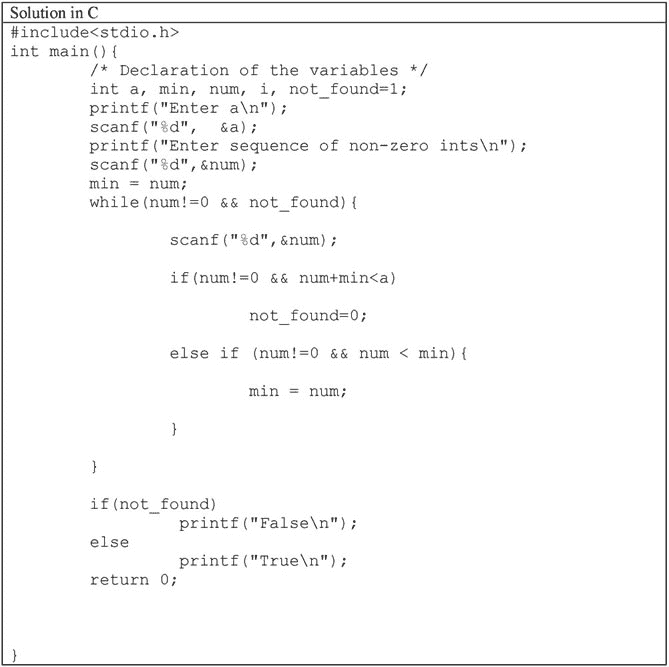 Solution in C
#include<stdio.h>
int main(){
/* Declaration of the variables */
int a, min, num, i, not_found=1;
printf("Enter a\n");
scanf("%d",  &a);
printf("Enter sequence of non-zero ints\n");
scanf("%d",&num);
min = num;
while(num!=0 && not_found){
scanf("%d",&num);
if(num!=0 && num+min<a)
not_found=0;
else if (num!=0 && num < min){
min = num;
}
}
if(not_found)
printf("False\n");
else
printf("True\n");
return 0;
}